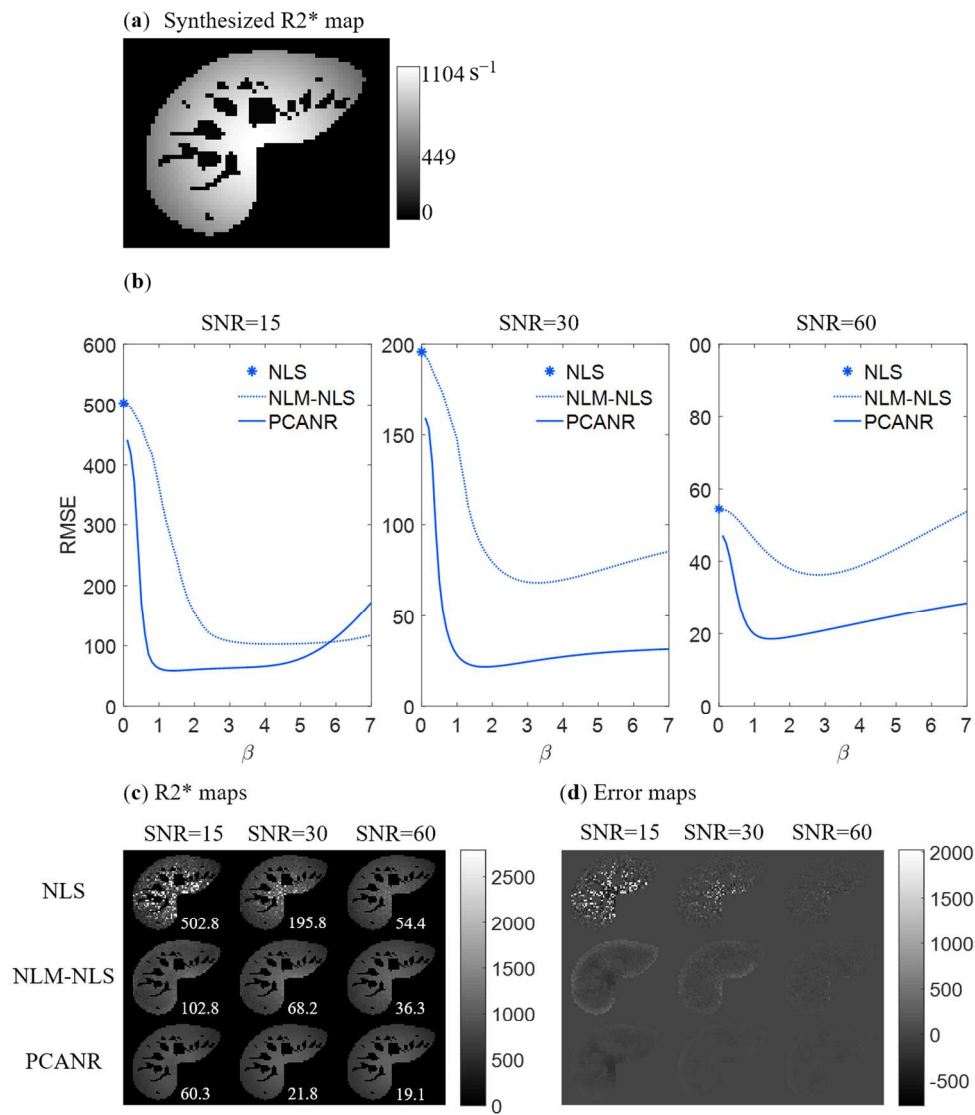 (a) Synthesized R2* map
1104 s⁻¹
449
0
(b)
SNR=15
600
500
400
300
200
100
0
RMSE
0 1 2 3 4 5 6 7
β
NLS
NLM-NLS
PCANR
SNR=30
200
150
100
50
0
0 1 2 3 4 5 6 7
β
NLS
NLM-NLS
PCANR
SNR=60
00
80
60
40
20
0
0 1 2 3 4 5 6 7
β
NLS
NLM-NLS
PCANR
(c) R2* maps
SNR=15 SNR=30 SNR=60
NLS
502.8 195.8 54.4
NLM-NLS
102.8 68.2 36.3
PCANR
60.3 21.8 19.1
2500
2000
1500
1000
500
0
(d) Error maps
SNR=15 SNR=30 SNR=60
2000
1500
1000
500
0
-500